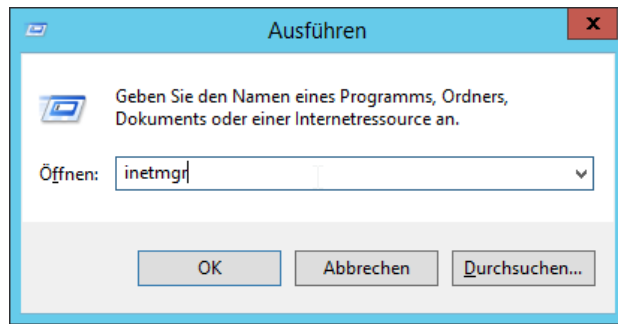 Ausführen
Geben Sie den Namen eines Programms, Ordners,
Dokuments oder einer Internetressource an.
Öffnen: inetmgr
OK Abbrechen Durchsuchen...